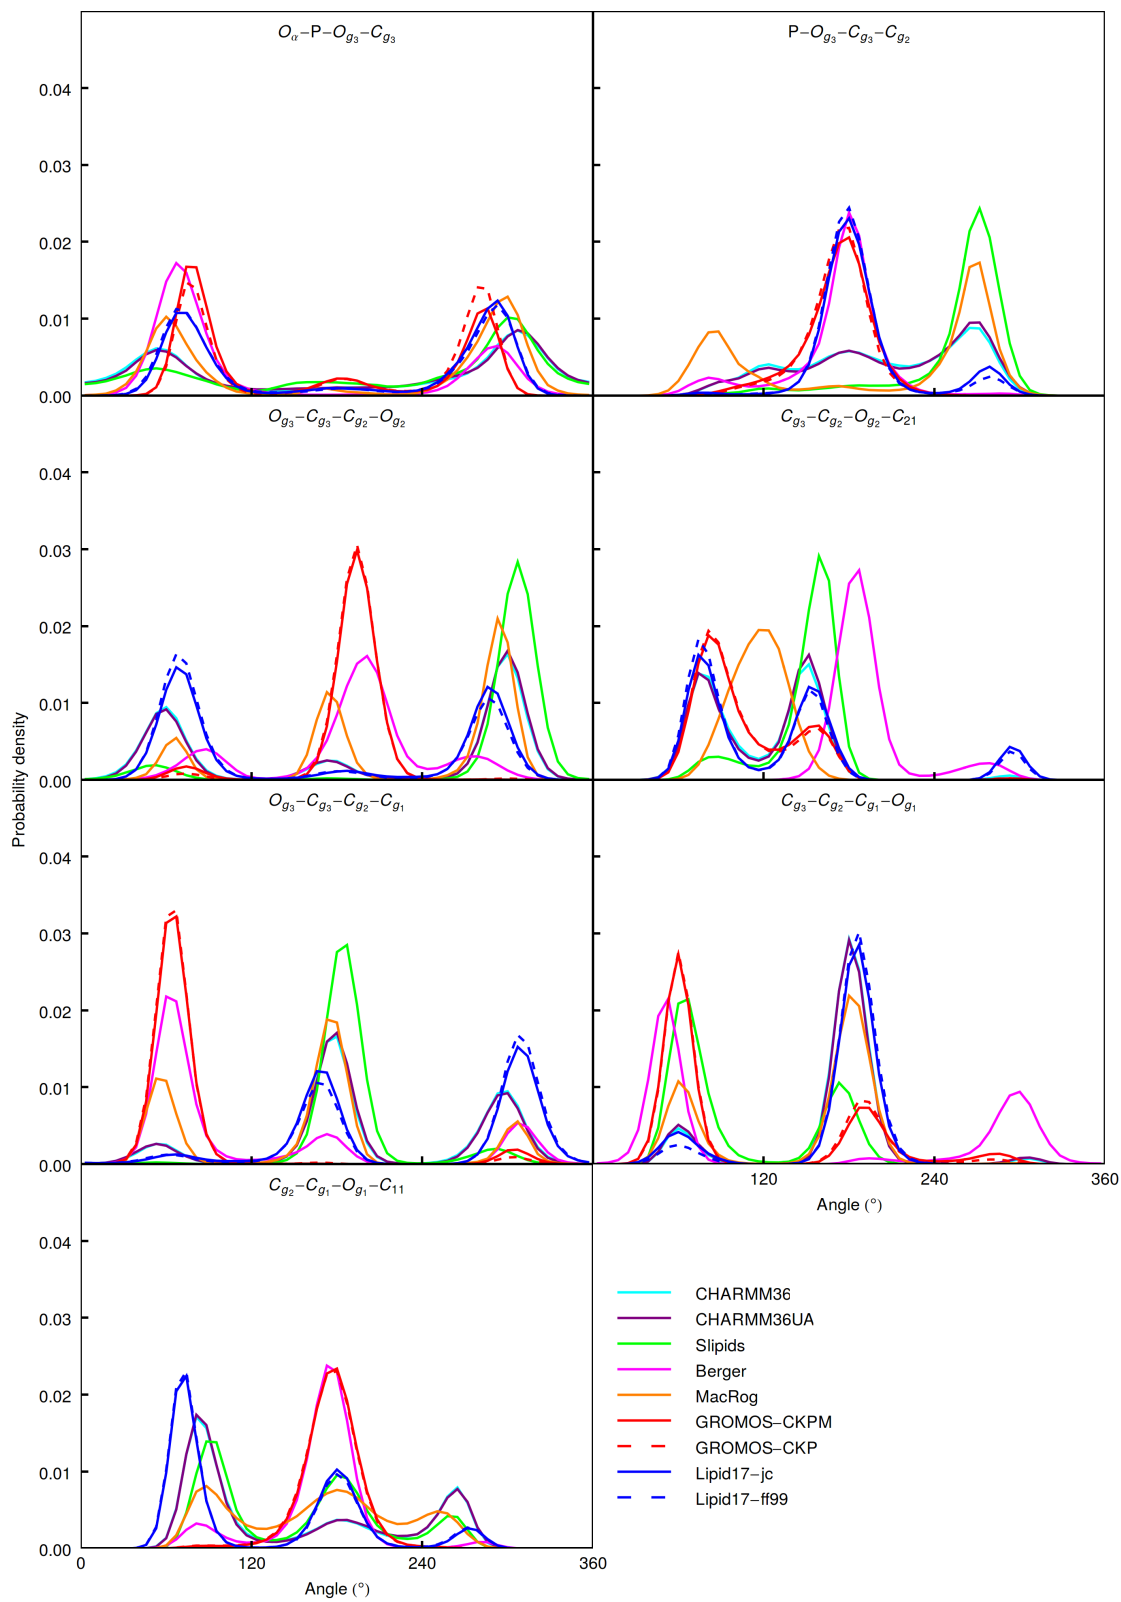 Oα−P−Og3−Cg3
P−Og3−Cg3−Cg2
0.04
0.03
0.02
0.01
0.00
Og3−Cg3−Cg2−Og2
Cg3−Cg2−Og2−C21
0.04
0.03
0.02
0.01
0.00
Probability density
Og3−Cg3−Cg2−Cg1
Cg3−Cg2−Cg1−Og1
0.04
0.03
0.02
0.01
0.00
120 240 360
Angle (°)
Cg2−Cg1−Og1−C11
0.04
0.03
0.02
0.01
0.00
0 120 240 360
Angle (°)
CHARMM36
CHARMM36UA
Slipids
Berger
MacRog
GROMOS−CKPM
GROMOS−CKP
Lipid17−jc
Lipid17−ff99